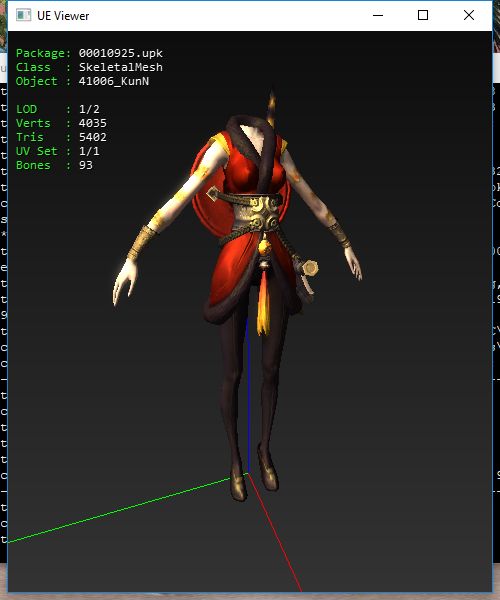 UE Viewer
Package: 00010925.upk
Class : SkeletalMesh
Object : 41006_KunN
LOD : 1/2
Verts : 4035
Tris : 5402
UV Set : 1/1
Bones : 93